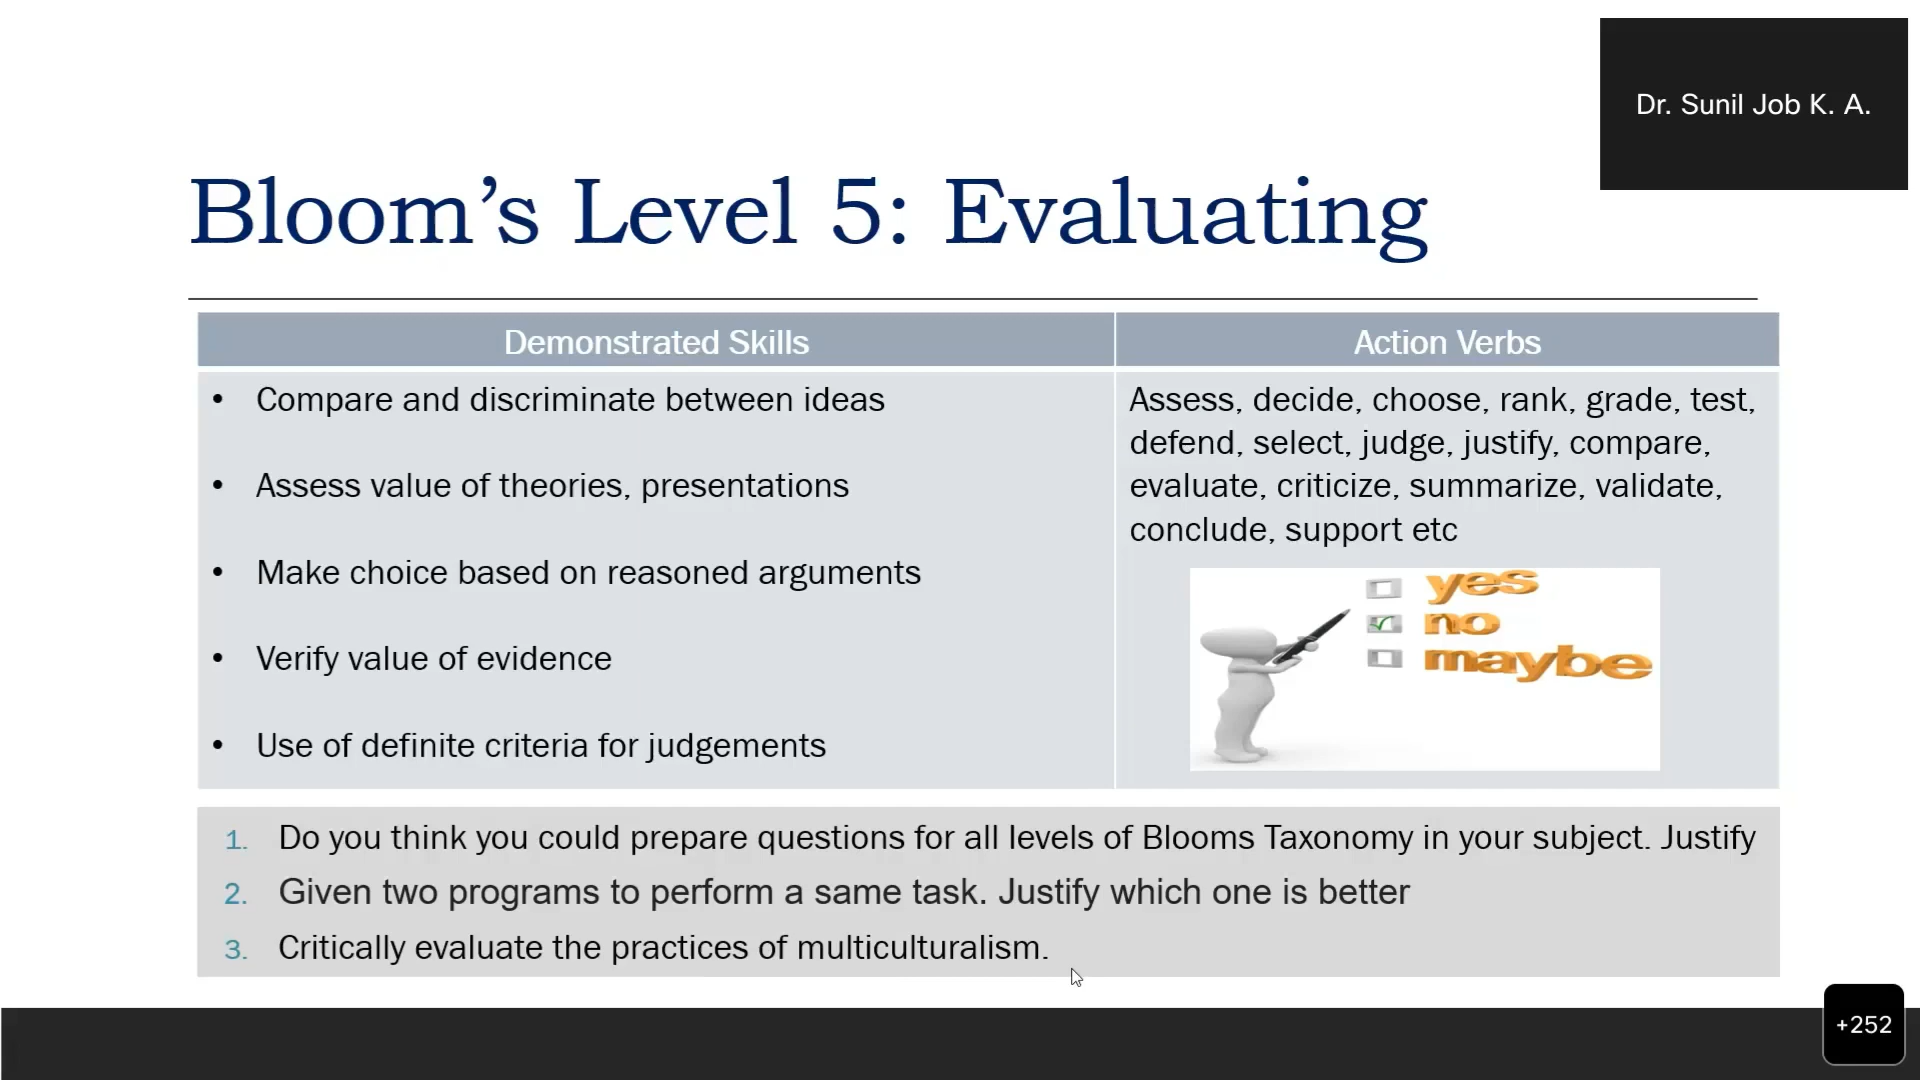 Dr. Sunil Job K. A.
Bloom’s Level 5: Evaluating
Demonstrated Skills
Action Verbs
• Compare and discriminate between ideas
• Assess value of theories, presentations
• Make choice based on reasoned arguments
• Verify value of evidence
• Use of definite criteria for judgements
Assess, decide, choose, rank, grade, test,
defend, select, judge, justify, compare,
evaluate, criticize, summarize, validate,
conclude, support etc
yes
no
maybe
1. Do you think you could prepare questions for all levels of Blooms Taxonomy in your subject. Justify
2. Given two programs to perform a same task. Justify which one is better
3. Critically evaluate the practices of multiculturalism.
+252